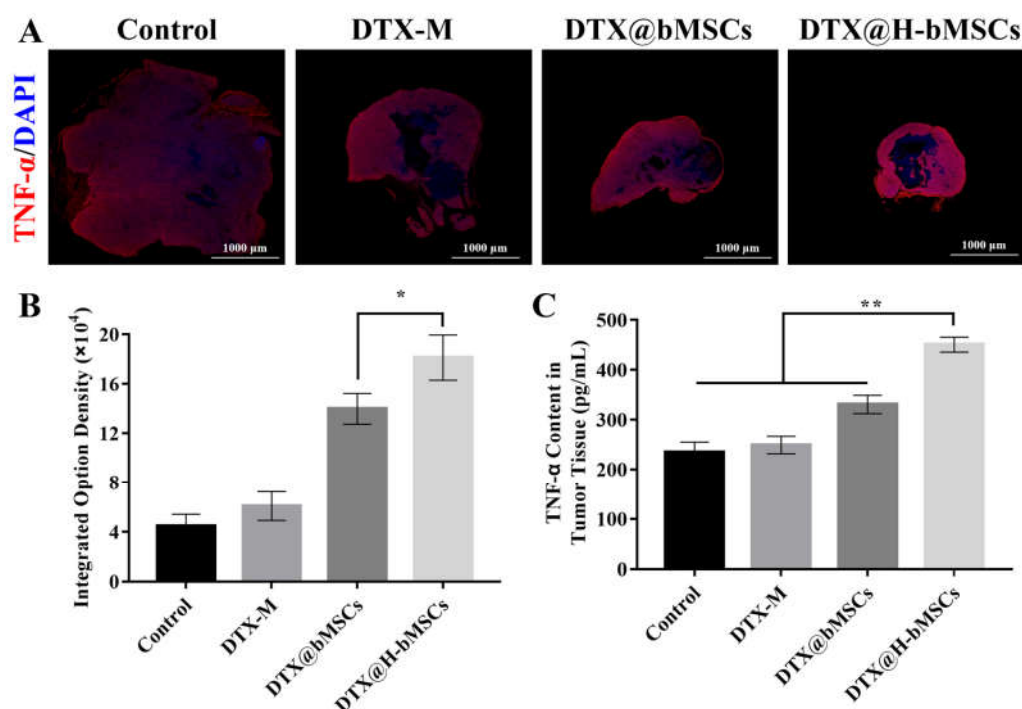 A
Control
DTX-M
DTX@bMSCs
DTX@H-bMSCs
TNF-α/DAPI
1000 μm
1000 μm
1000 μm
1000 μm
B
Integrated Option Density (×10⁴)
20
16
12
8
4
0
*
Control
DTX-M
DTX@bMSCs
DTX@H-bMSCs
C
TNF-α Content in
Tumor Tissue (pg/mL)
500
400
300
200
100
0
**
Control
DTX-M
DTX@bMSCs
DTX@H-bMSCs